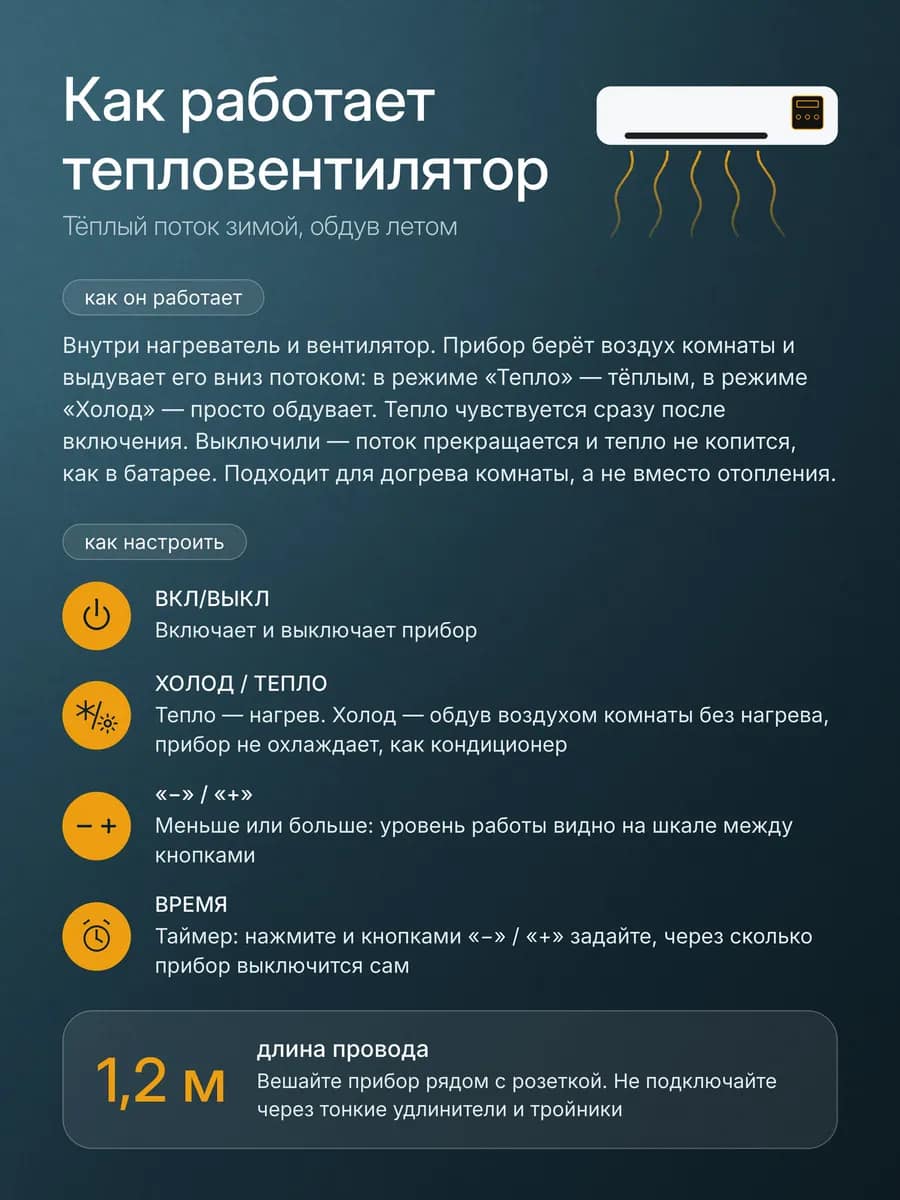 Как работает
тепловентилятор
Тёплый поток зимой, обдув летом
как он работает
Внутри нагреватель и вентилятор. Прибор берёт воздух комнаты и
выдувает его вниз потоком: в режиме «Тепло» — тёплым, в режиме
«Холод» — просто обдувает. Тепло чувствуется сразу после
включения. Выключили — поток прекращается и тепло не копится,
как в батарее. Подходит для догрева комнаты, а не вместо отопления.
как настроить
ВКЛ/ВЫКЛ
Включает и выключает прибор
ХОЛОД / ТЕПЛО
Тепло — нагрев. Холод — обдув воздухом комнаты без нагрева,
прибор не охлаждает, как кондиционер
«−» / «+»
Меньше или больше: уровень работы видно на шкале между
кнопками
ВРЕМЯ
Таймер: нажмите и кнопками «−» / «+» задайте, через сколько
прибор выключится сам
1,2 м
длина провода
Вешайте прибор рядом с розеткой. Не подключайте
через тонкие удлинители и тройники